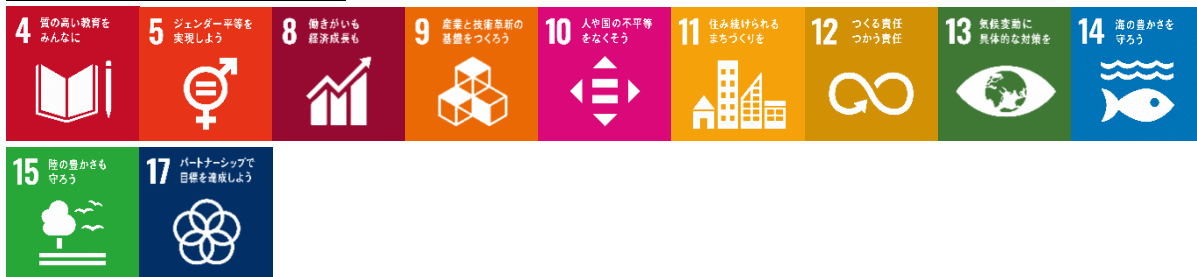 4 質の高い教育を
みんなに
5 ジェンダー平等を
実現しよう
8 働きがいも
経済成長も
9 産業と技術革新の
基盤をつくろう
10 人や国の不平等
をなくそう
11 住み続けられる
まちづくりを
12 つくる責任
つかう責任
13 気候変動に
具体的な対策を
14 海の豊かさを
守ろう
15 陸の豊かさも
守ろう
17 パートナーシップで
目標を達成しよう